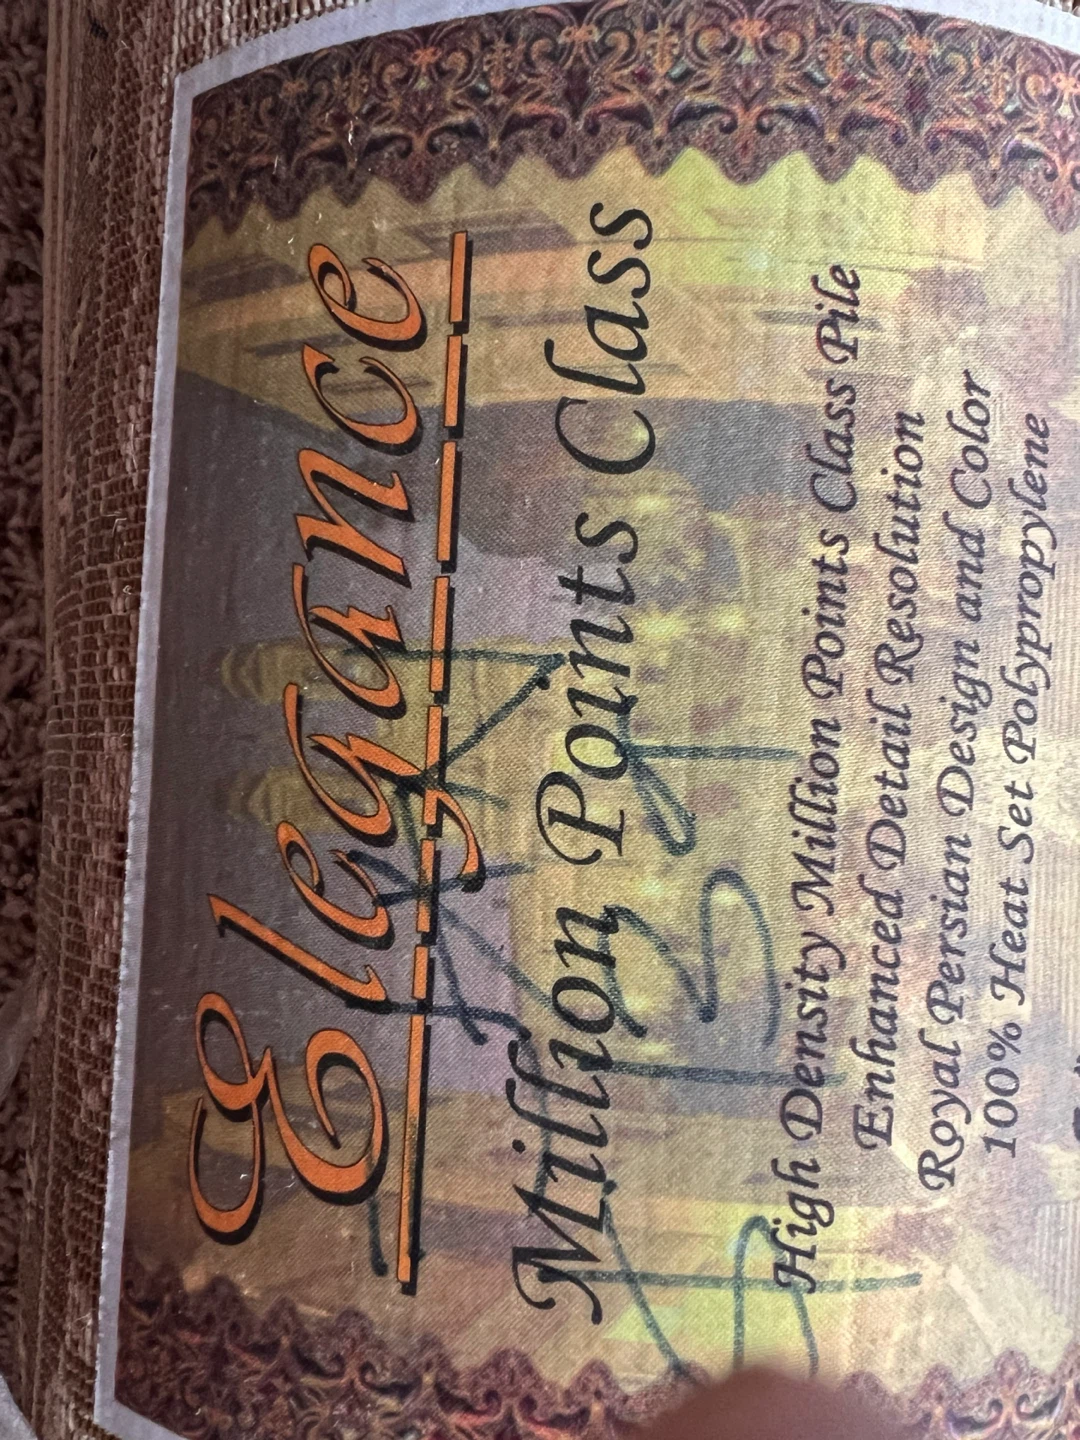 Elegance
Million Points Class
High Density Million Points Class Pile
Enhanced Detail Resolution
Royal Persian Design and Color
100% Heat Set Polypropylene